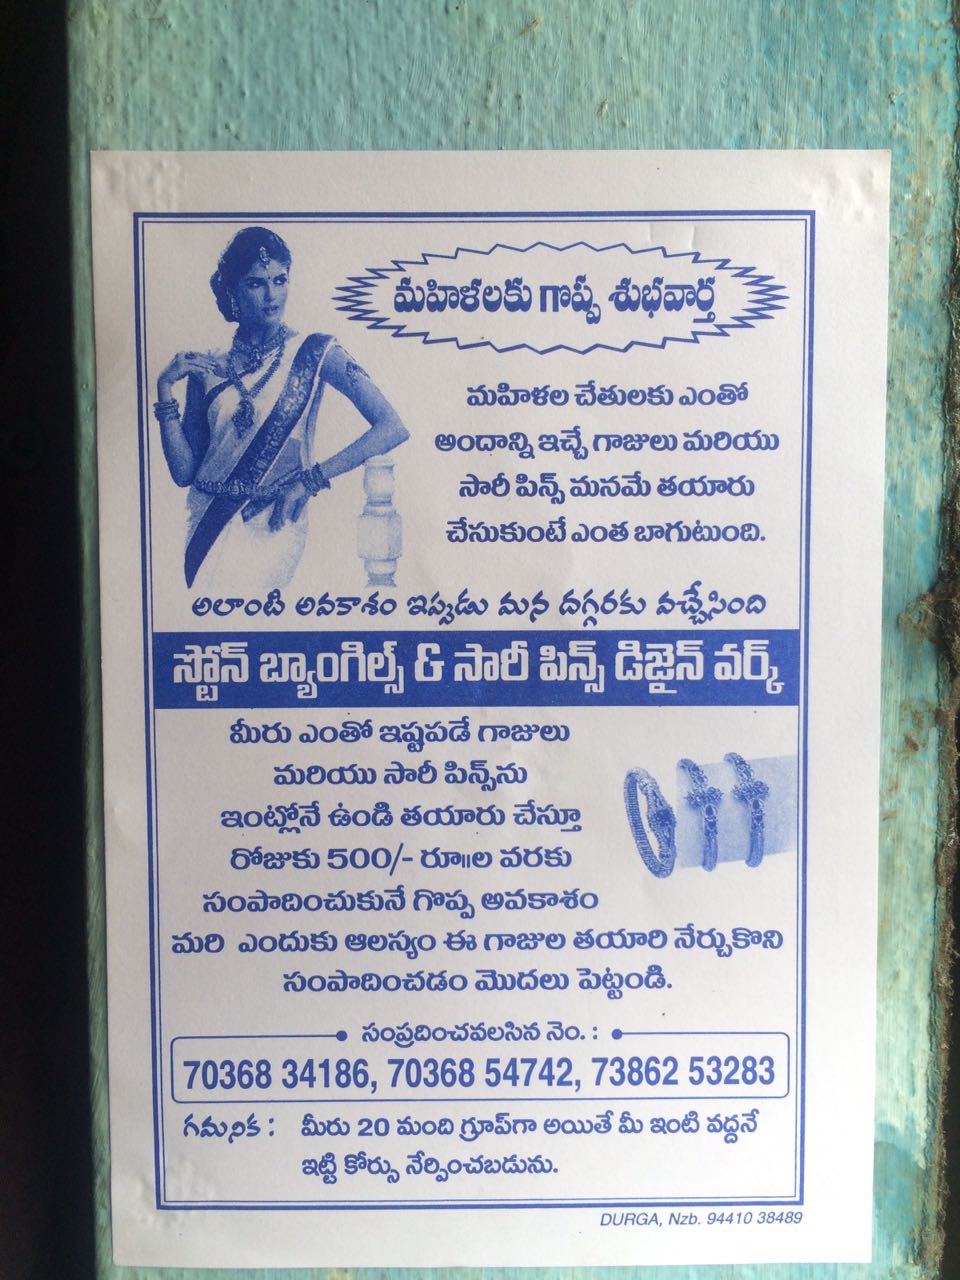 మహిళలకు గొప్ప శుభవార్త
మహిళల చేతులకు ఎంతో
అందాన్ని ఇచ్చే గాజులు మరియు
సారీ పిన్స్ మనమే తయారు
చేసుకుంటే ఎంత బాగుటుంది.
అలాంటి అవకాశం ఇప్పుడు మన దగ్గరకు వచ్చేసింది
స్టోన్ బ్యాంగిల్స్ & సారీ పిన్స్ డిజైన్ వర్క్
మీరు ఎంతో ఇష్టపడే గాజులు
మరియు సారీ పిన్స్‌ను
ఇంట్లోనే ఉండి తయారు చేస్తూ
రోజుకు 500/- రూ||ల వరకు
సంపాదించుకునే గొప్ప అవకాశం
మరి ఎందుకు ఆలస్యం ఈ గాజుల తయారి నేర్చుకొని
సంపాదించడం మొదలు పెట్టండి.
సంప్రదించవలసిన నెం. :
70368 34186, 70368 54742, 73862 53283
గమనిక : మీరు 20 మంది గ్రూప్‌గా అయితే మీ ఇంటి వద్దనే
ఇట్టి కోర్సు నేర్పించబడును.
DURGA, Nzb. 94410 38489